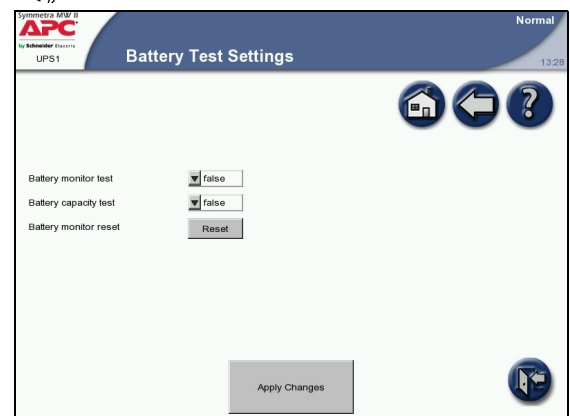 Symmetra MW II
APC
by Schneider Electric
UPS1
Battery Test Settings
Normal
13:28
?
Battery monitor test
false
Battery capacity test
false
Battery monitor reset
Reset
Apply Changes